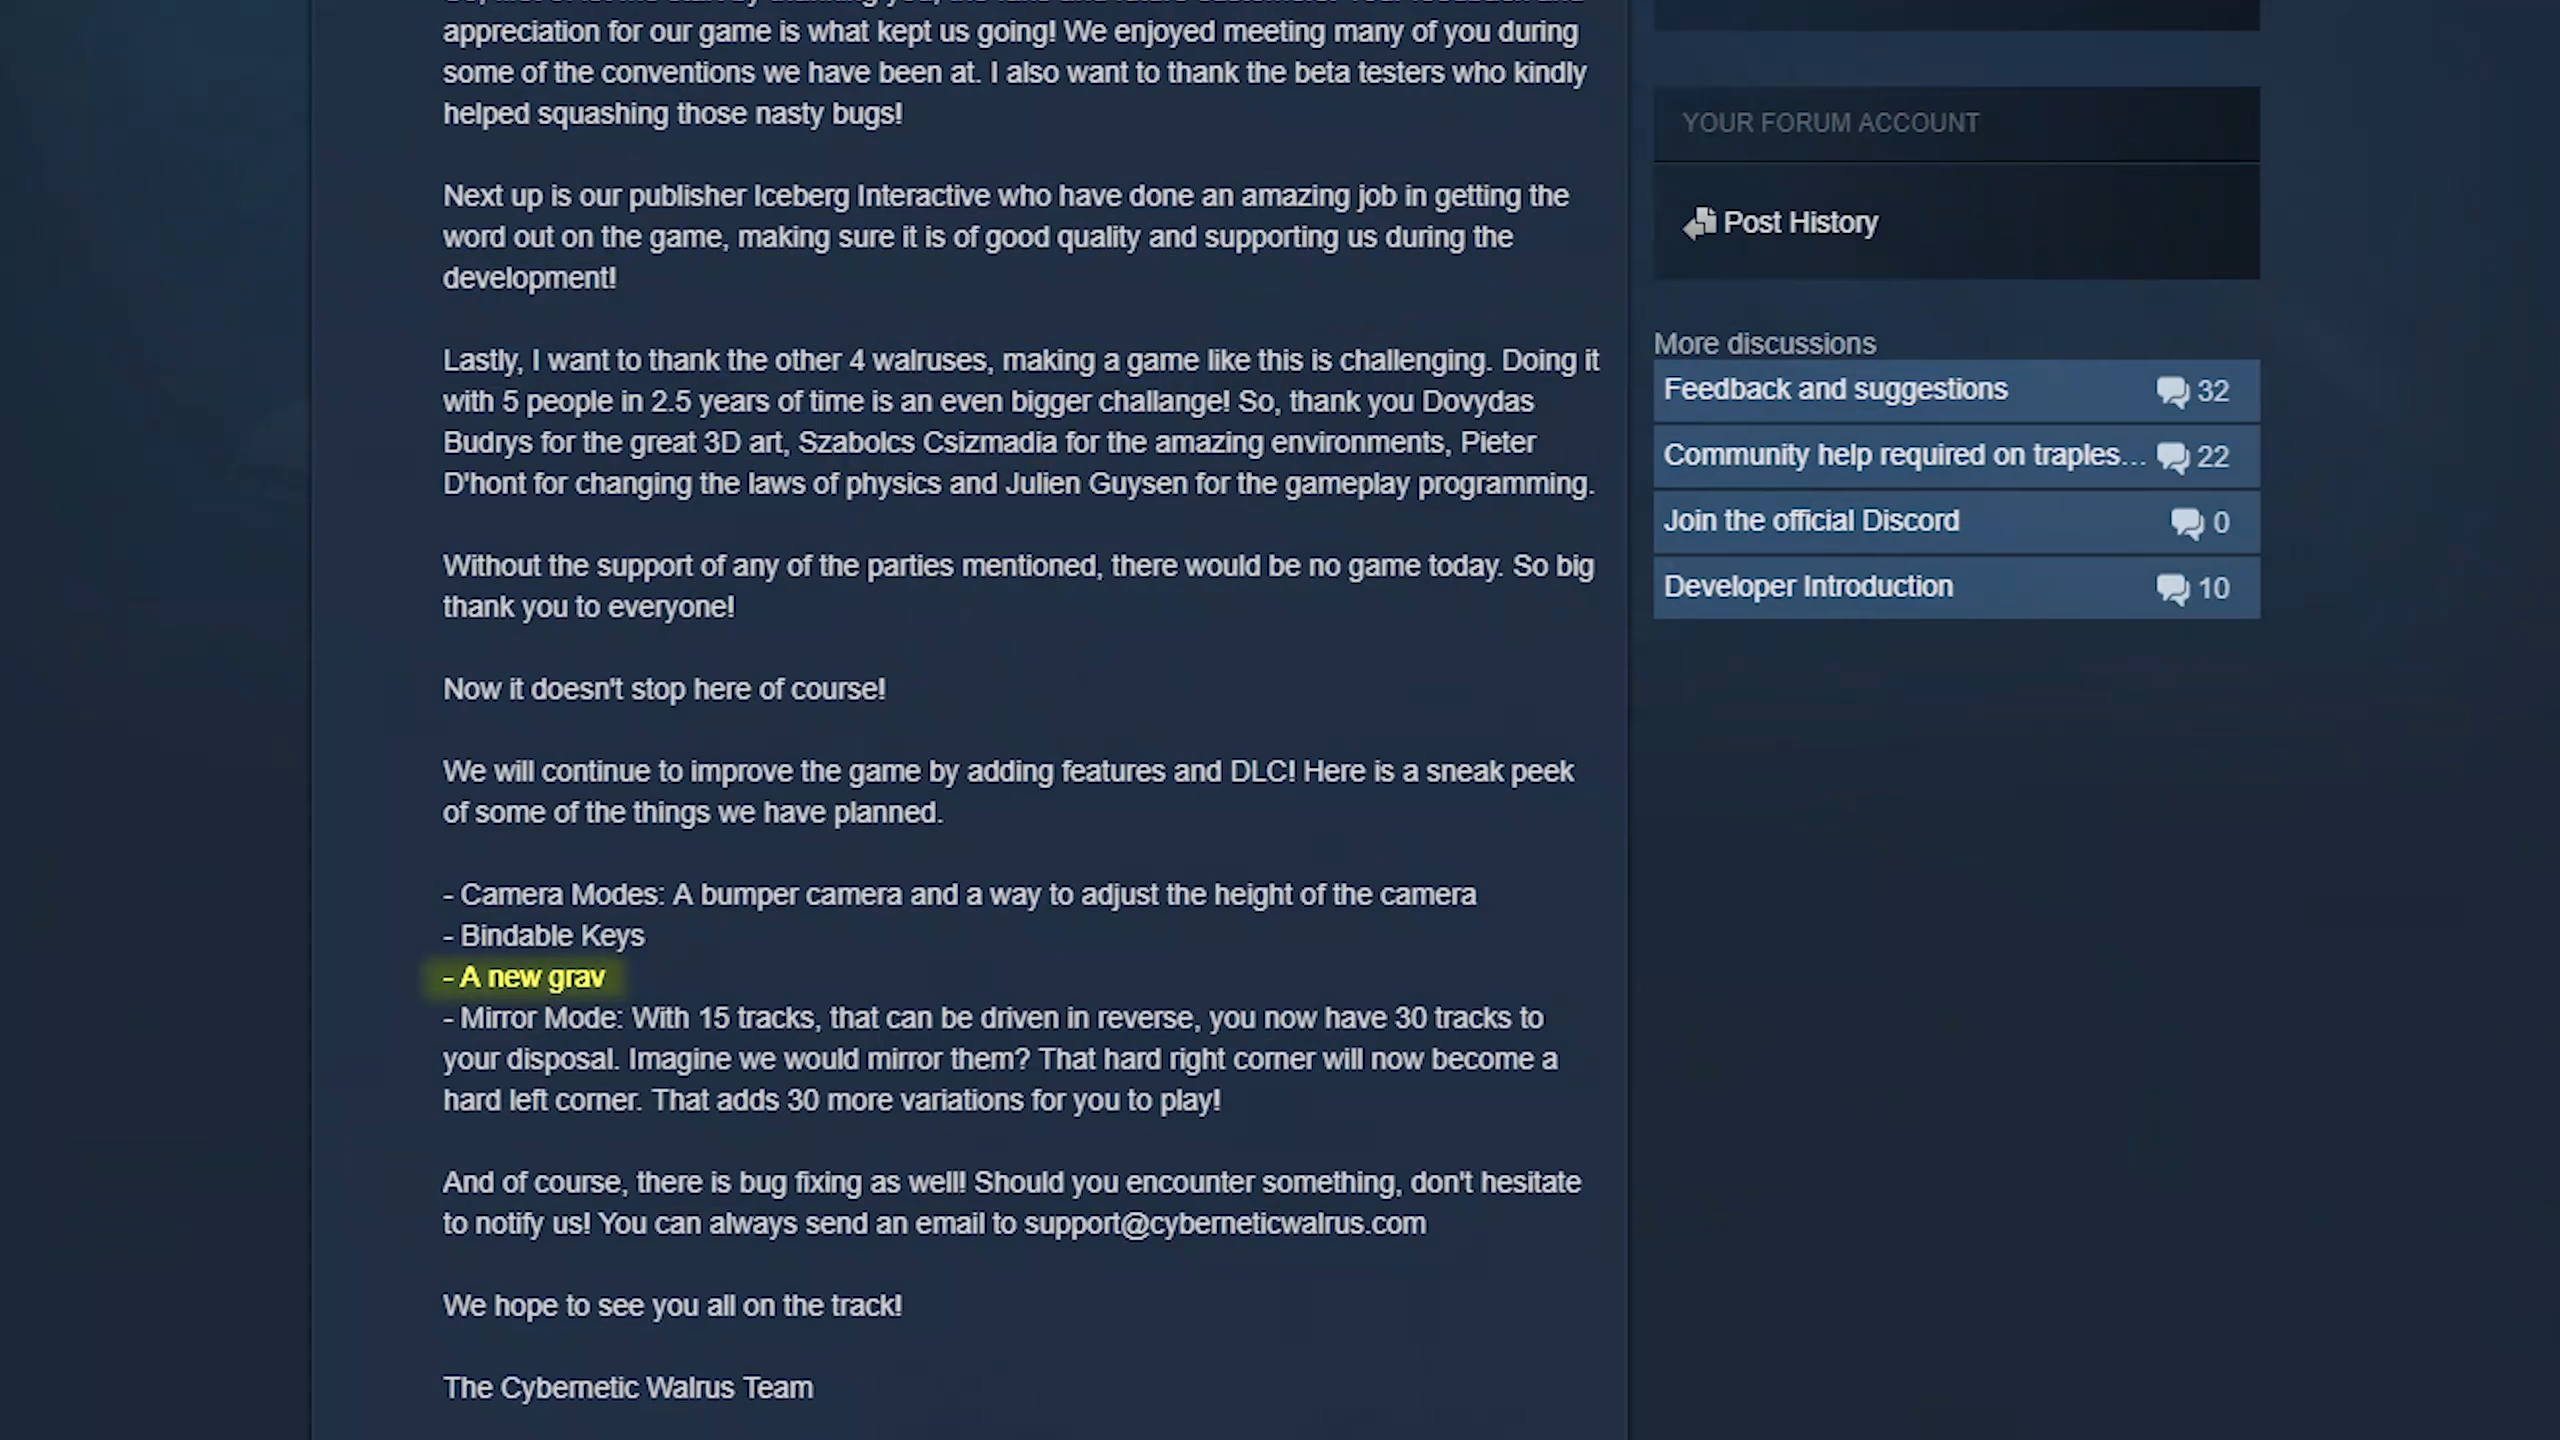 appreciation for our game is what kept us going! We enjoyed meeting many of you during
some of the conventions we have been at. I also want to thank the beta testers who kindly
helped squashing those nasty bugs!
Next up is our publisher Iceberg Interactive who have done an amazing job in getting the
word out on the game, making sure it is of good quality and supporting us during the
development!
Lastly, I want to thank the other 4 walruses, making a game like this is challenging. Doing it
with 5 people in 2.5 years of time is an even bigger challange! So, thank you Dovydas
Budrys for the great 3D art, Szabolcs Csizmadia for the amazing environments, Pieter
D'hont for changing the laws of physics and Julien Guysen for the gameplay programming.
Without the support of any of the parties mentioned, there would be no game today. So big
thank you to everyone!
Now it doesn't stop here of course!
We will continue to improve the game by adding features and DLC! Here is a sneak peek
of some of the things we have planned.
- Camera Modes: A bumper camera and a way to adjust the height of the camera
- Bindable Keys
- A new grav
- Mirror Mode: With 15 tracks, that can be driven in reverse, you now have 30 tracks to
your disposal. Imagine we would mirror them? That hard right corner will now become a
hard left corner. That adds 30 more variations for you to play!
And of course, there is bug fixing as well! Should you encounter something, don't hesitate
to notify us! You can always send an email to support@cyberneticwalrus.com
We hope to see you all on the track!
The Cybernetic Walrus Team
YOUR FORUM ACCOUNT
Post History
More discussions
Feedback and suggestions 32
Community help required on traples... 22
Join the official Discord 0
Developer Introduction 10